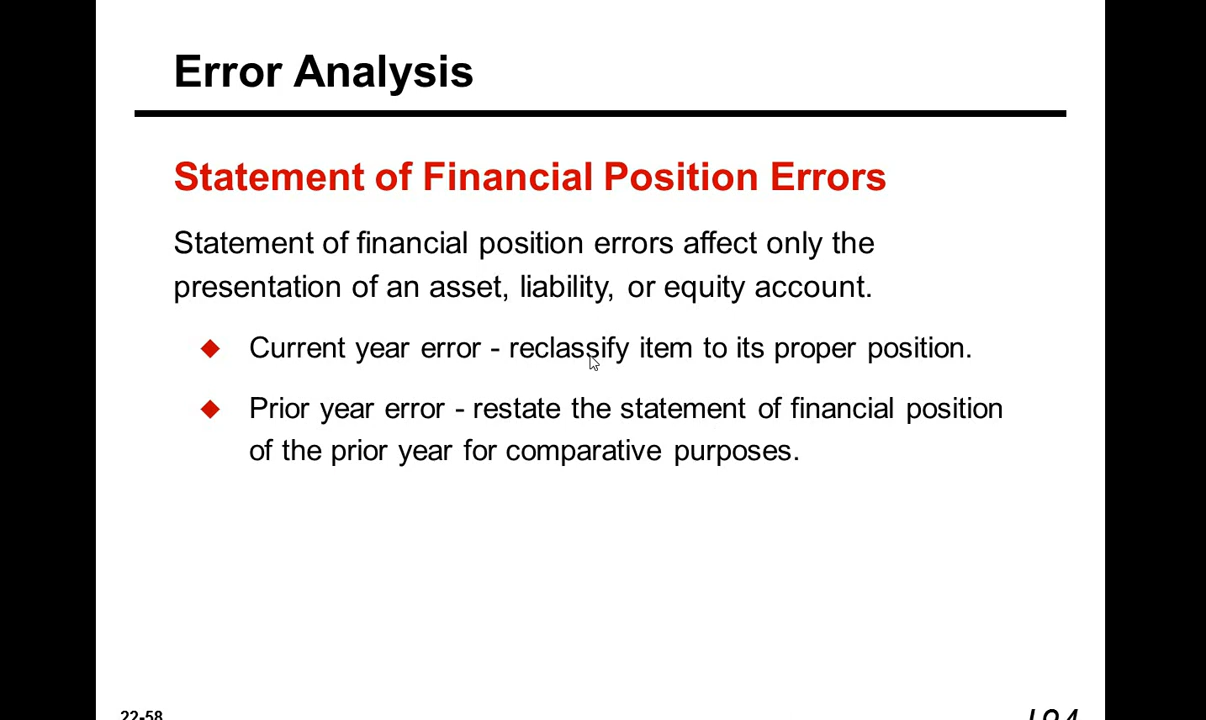 Error Analysis
Statement of Financial Position Errors
Statement of financial position errors affect only the
presentation of an asset, liability, or equity account.
Current year error - reclassify item to its proper position.
Prior year error - restate the statement of financial position
of the prior year for comparative purposes.
22-58